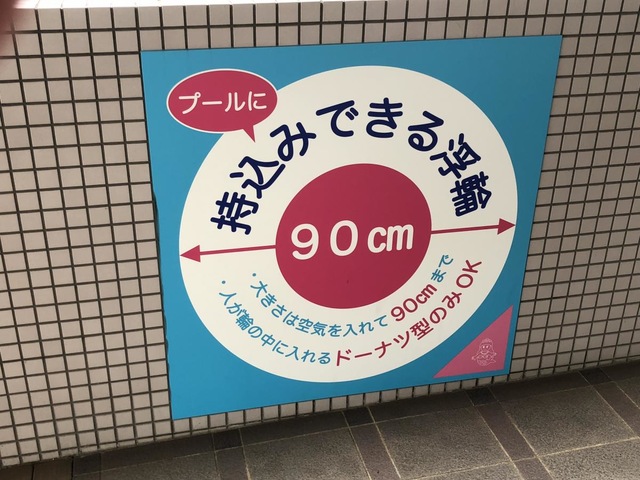 プールに
持込みできる浮輪
90㎝
・大きさは空気を入れて90㎝まで
・人が輪の中に入れるドーナツ型のみOK